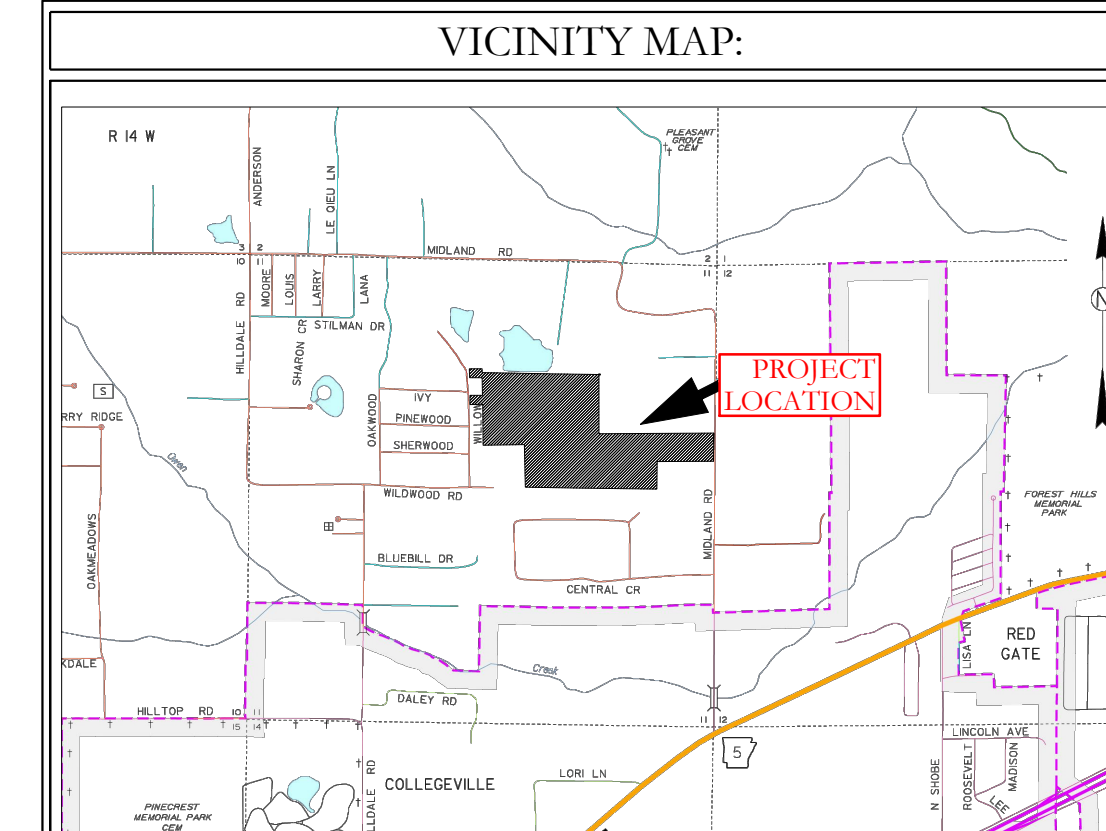 VICINITY MAP:
R 14 W
PLEASANT
GROVE
CEM
ANDERSON
LE QIEU LN
MIDLAND RD
3 2
10 11
2 1
11 12
HILLDALE RD
MOORE
LOUIS
LARRY
LANA
STILMAN DR
SHARON CR
N
PROJECT
LOCATION
S
RRY RIDGE
OAKWOOD
IVY
PINEWOOD
SHERWOOD
WILLOW
WILDWOOD RD
Owen
OAKMEADOWS
MIDLAND RD
FOREST HILLS
MEMORIAL
PARK
BLUEBILL DR
CENTRAL CR
LISA LN
RED
GATE
KDALE
Creek
DALEY RD
HILLTOP RD
10 11
15 14
11 12
5
LINCOLN AVE
COLLEGEVILLE
LORI LN
LLDALE RD
N SHOBE
ROOSEVELT
MADISON
LEE
PINECREST
MEMORIAL PARK
CEM